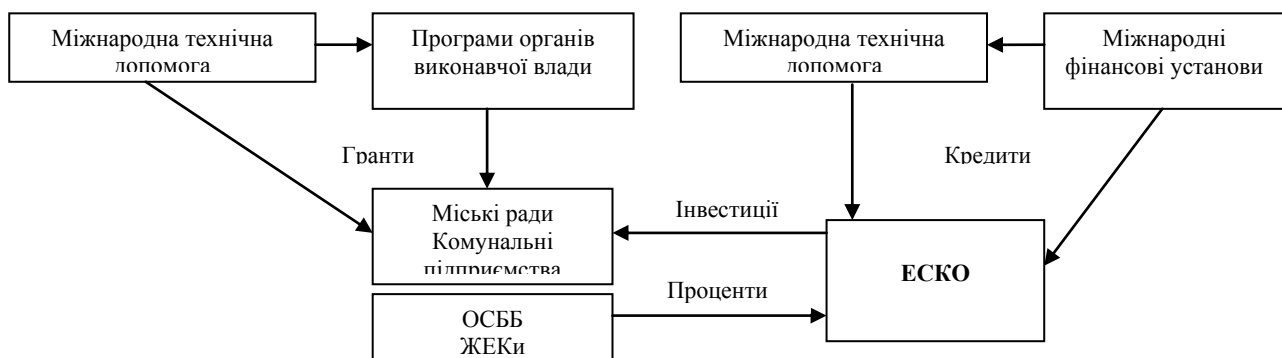 Міжнародна технічна
допомога
Програми органів
виконавчої влади
Міжнародна технічна
допомога
Міжнародні
фінансові установи
Гранти
Кредити
Міські ради
Комунальні
підприємства
Інвестиції
ЕСКО
Проценти
ОСББ
ЖЕКи